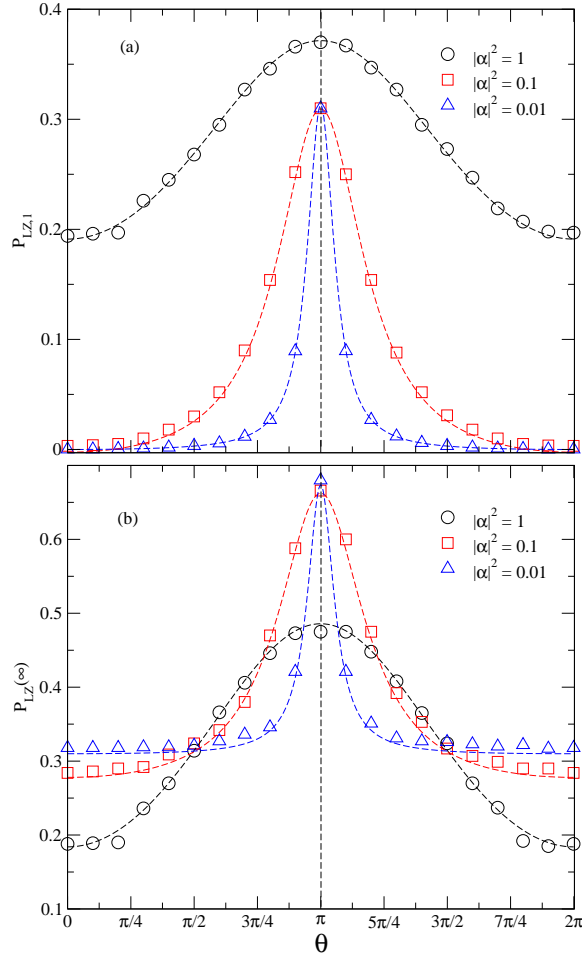 0.4
(a)
|α|² = 1
|α|² = 0.1
|α|² = 0.01
0.3
P_LZ,1
0.2
0.1
0
(b)
|α|² = 1
|α|² = 0.1
|α|² = 0.01
0.6
0.5
P_LZ(∞)
0.4
0.3
0.2
0.1
0 π/4 π/2 3π/4 π 5π/4 3π/2 7π/4 2π
θ